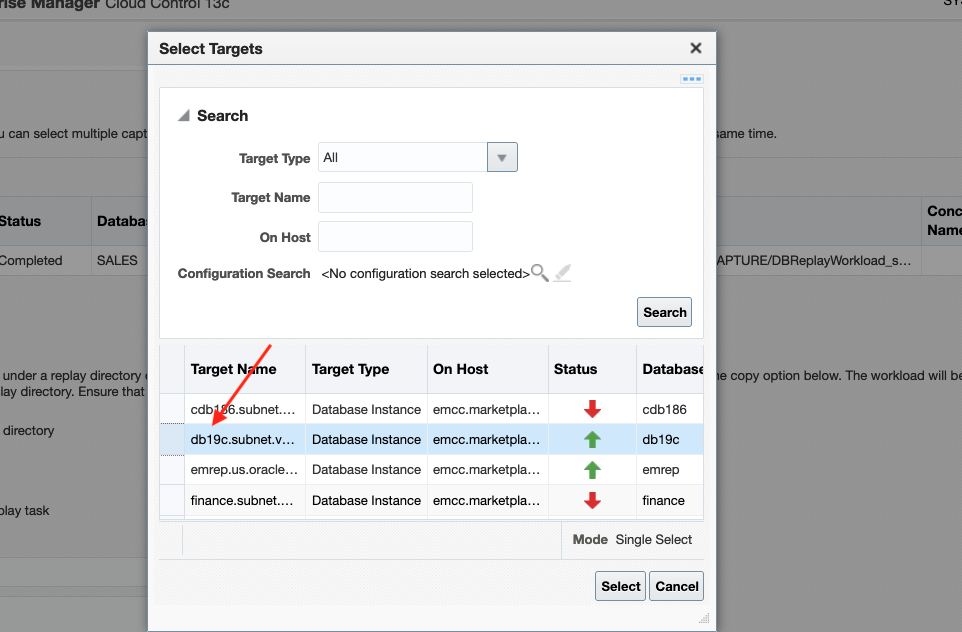 rise Manager Cloud Control 13c
Select Targets
Search
u can select multiple capt
same time.
Target Type All
Target Name
On Host
Configuration Search <No configuration search selected>
Search
Status Databa Conc Name
Completed SALES APTURE/DBReplayWorkload_s...
Target Name Target Type On Host Status Database
cdb186.subnet.... Database Instance emcc.marketpla... cdb186
db19c.subnet.v... Database Instance emcc.marketpla... db19c
emrep.us.oracle... Database Instance emcc.marketpla... emrep
finance.subnet.... Database Instance emcc.marketpla... finance
under a replay directory
he copy option below. The workload will be
lay directory. Ensure that
directory
play task
Mode Single Select
Select Cancel